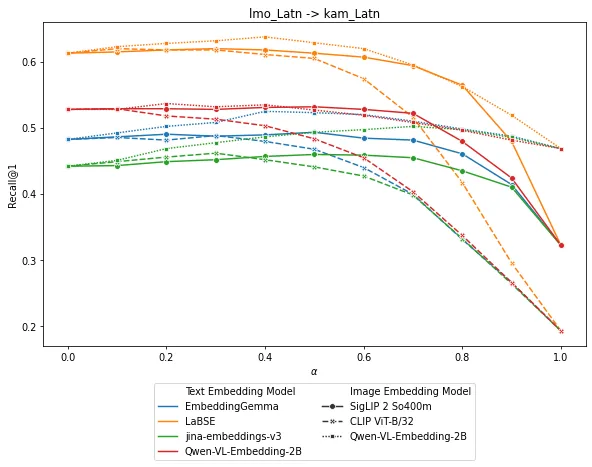 lmo_Latn -> kam_Latn
Recall@1
0.6
0.5
0.4
0.3
0.2
0.0 0.2 0.4 0.6 0.8 1.0
α
Text Embedding Model Image Embedding Model
EmbeddingGemma SigLIP 2 So400m
LaBSE CLIP ViT-B/32
jina-embeddings-v3 Qwen-VL-Embedding-2B
Qwen-VL-Embedding-2B